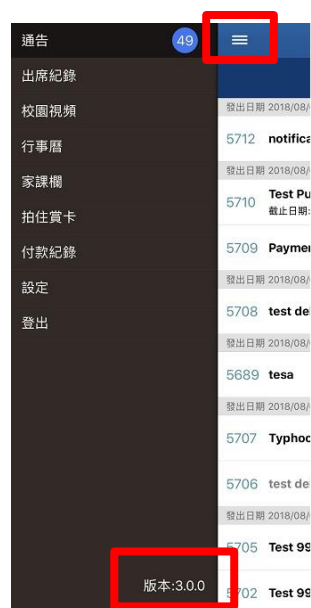 通告 49
出席紀錄
校園視頻
行事曆
家課欄
拍住賞卡
付款紀錄
設定
登出
版本:3.0.0
發出日期 2018/08/
5712 notifica
發出日期 2018/08/
5710 Test Pu
截止日期:
5709 Paymer
發出日期 2018/08/
5708 test de
發出日期 2018/08/
5689 tesa
發出日期 2018/08/
5707 Typhoo
5706 test de
發出日期 2018/08/
5705 Test 99
5702 Test 99